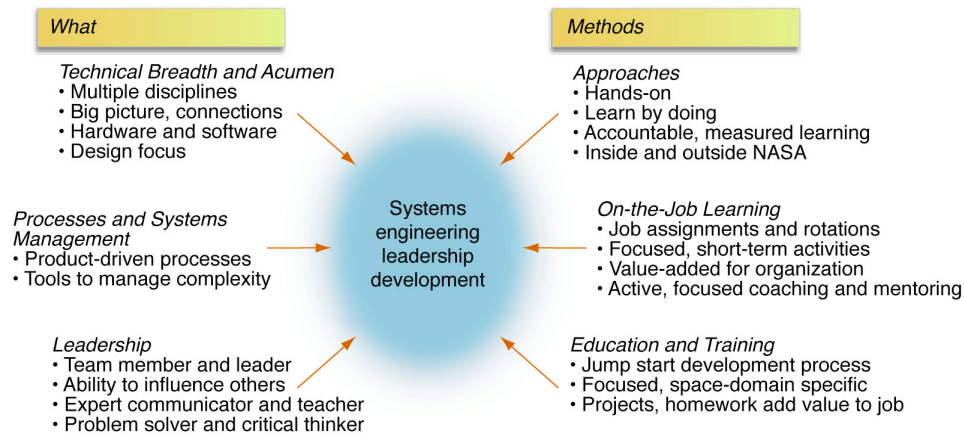 What
Technical Breadth and Acumen
• Multiple disciplines
• Big picture, connections
• Hardware and software
• Design focus
Processes and Systems
Management
• Product-driven processes
• Tools to manage complexity
Leadership
• Team member and leader
• Ability to influence others
• Expert communicator and teacher
• Problem solver and critical thinker
Systems
engineering
leadership
development
Methods
Approaches
• Hands-on
• Learn by doing
• Accountable, measured learning
• Inside and outside NASA
On-the-Job Learning
• Job assignments and rotations
• Focused, short-term activities
• Value-added for organization
• Active, focused coaching and mentoring
Education and Training
• Jump start development process
• Focused, space-domain specific
• Projects, homework add value to job